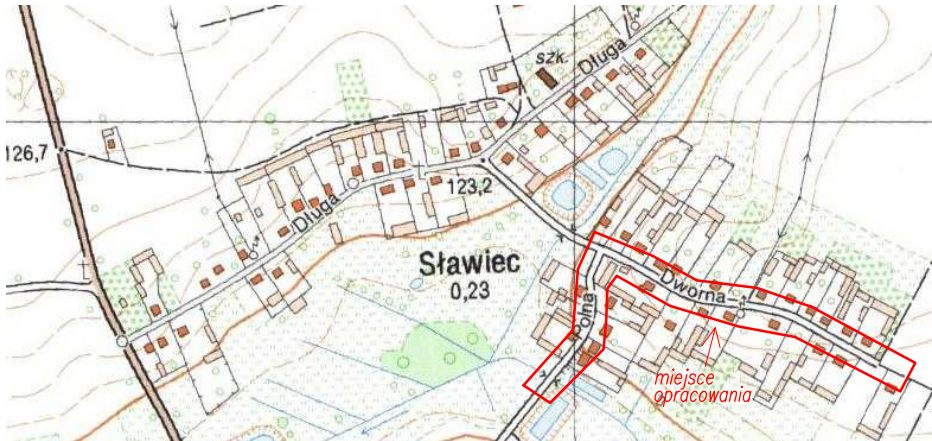 szk.
Długa
126,7
123,2
Długa
Sławiec
0,23
Dworna
Polna
miejsce
opracowania